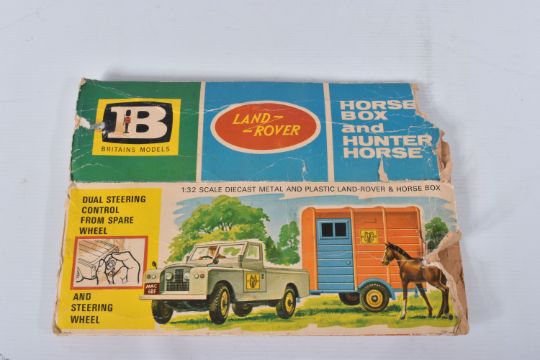 B
BRITAINS MODELS
LAND
ROVER
HORSE
BOX
and
HUNTER
HORSE
1:32 SCALE DIECAST METAL AND PLASTIC LAND-ROVER & HORSE BOX
DUAL STEERING
CONTROL
FROM SPARE
WHEEL
AND
STEERING
WHEEL